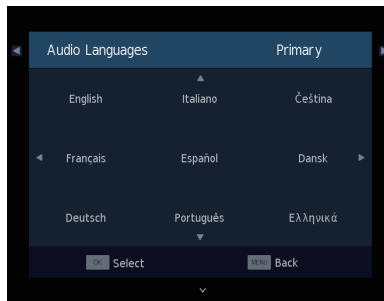 Audio Languages Primary
English Italiano Čeština
Français Español Dansk
Deutsch Português Ελληνικά
OK Select MENU Back